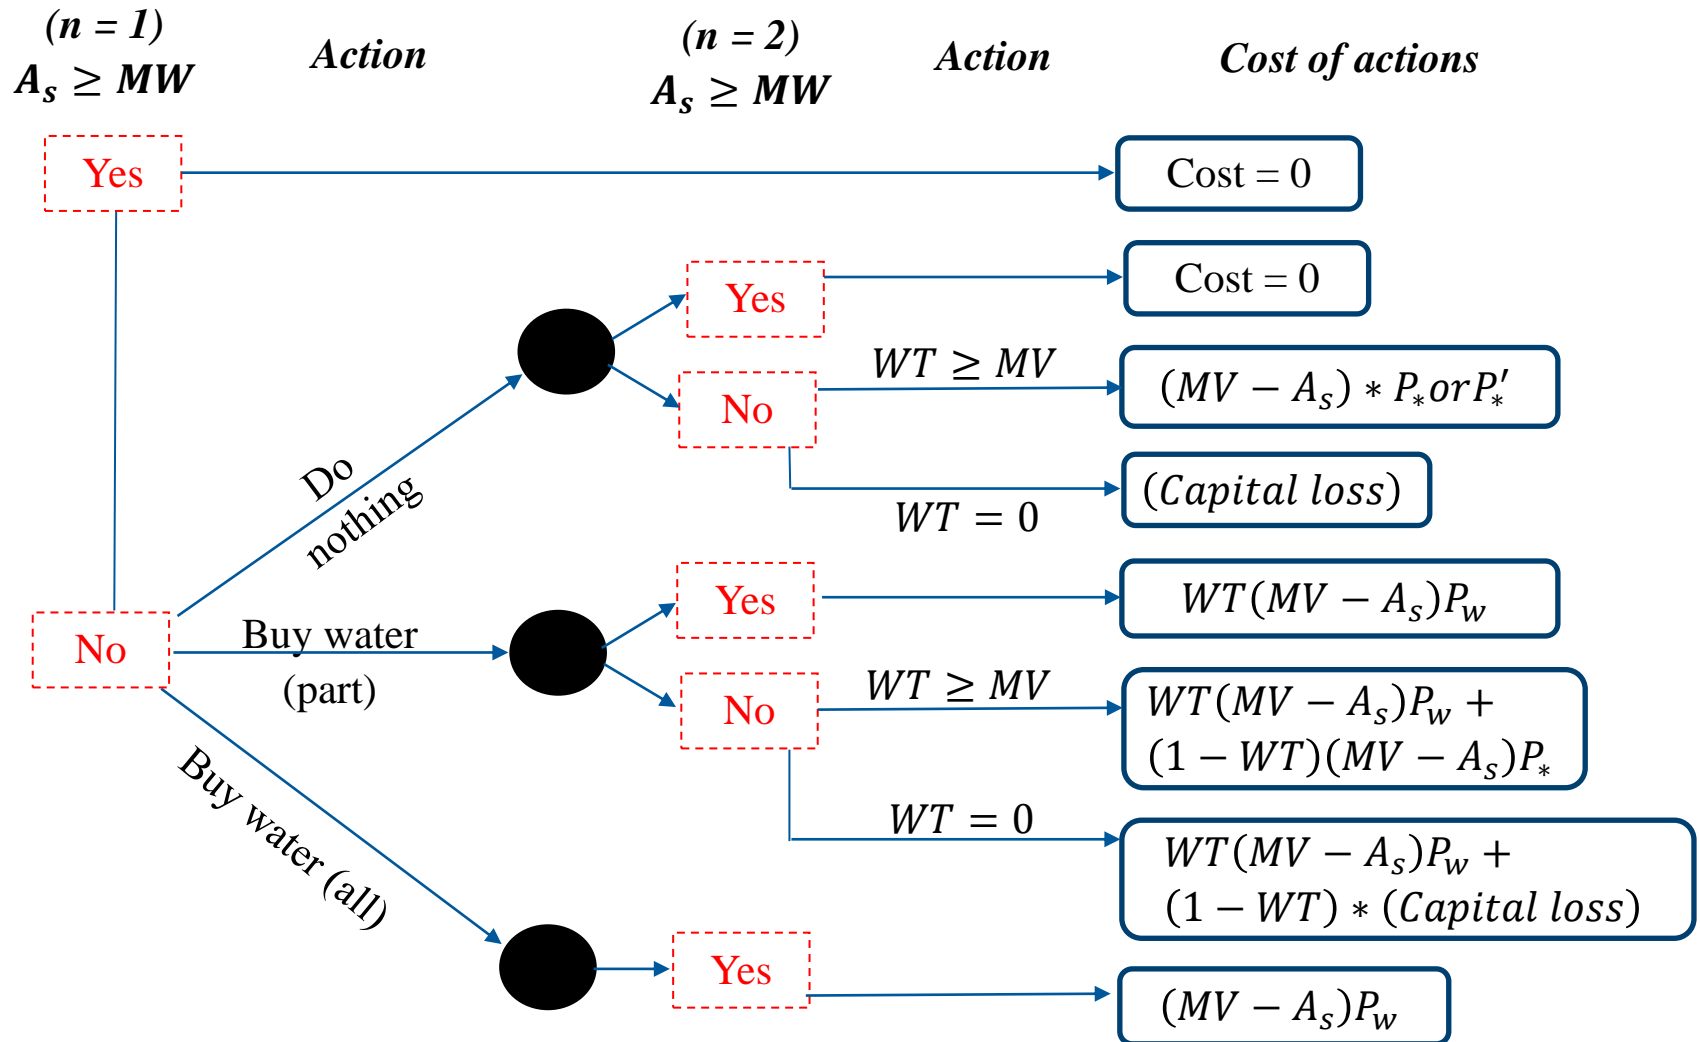 (n = 1)
A_s ≥ MW
Action
(n = 2)
A_s ≥ MW
Action
Cost of actions
Yes
Cost = 0
Yes
Cost = 0
No
WT ≥ MV
(MV − A_s) * P_* or P′_*
WT = 0
(Capital loss)
Do
nothing
No
Buy water
(part)
Yes
WT(MV − A_s)P_w
No
WT ≥ MV
WT(MV − A_s)P_w +
(1 − WT)(MV − A_s)P_*
WT = 0
WT(MV − A_s)P_w +
(1 − WT) * (Capital loss)
Buy water (all)
Yes
(MV − A_s)P_w